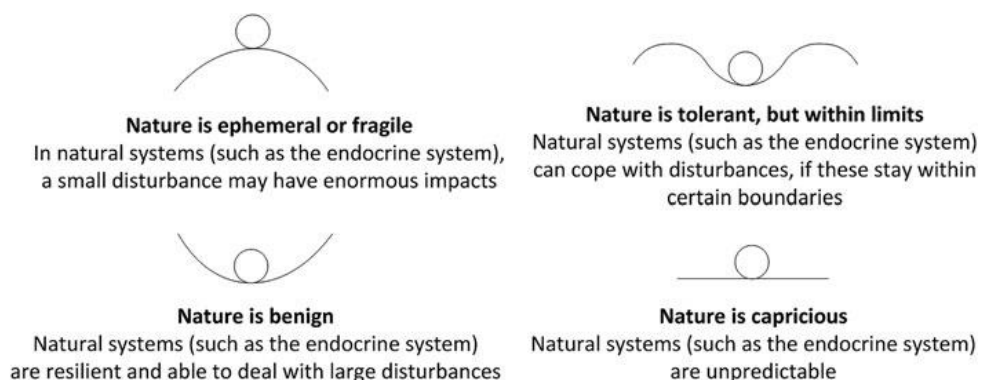 Nature is ephemeral or fragile
In natural systems (such as the endocrine system),
a small disturbance may have enormous impacts
Nature is tolerant, but within limits
Natural systems (such as the endocrine system)
can cope with disturbances, if these stay within
certain boundaries
Nature is benign
Natural systems (such as the endocrine system)
are resilient and able to deal with large disturbances
Nature is capricious
Natural systems (such as the endocrine system)
are unpredictable